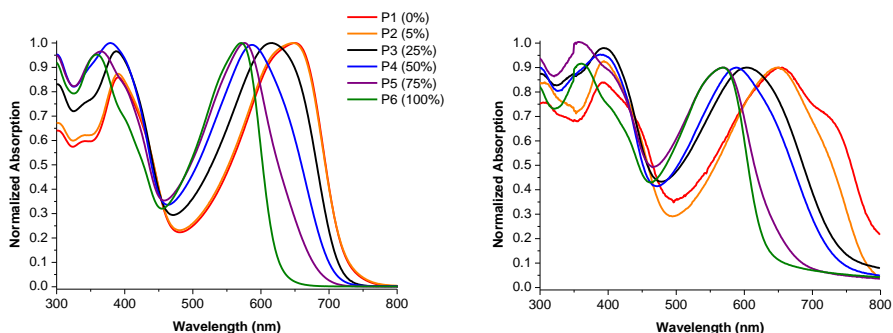 P1 (0%)
P2 (5%)
P3 (25%)
P4 (50%)
P5 (75%)
P6 (100%)
Normalized Absorption
1.0
0.9
0.8
0.7
0.6
0.5
0.4
0.3
0.2
0.1
0.0
300 400 500 600 700 800
Wavelength (nm)
Normalized Absorption
1.0
0.9
0.8
0.7
0.6
0.5
0.4
0.3
0.2
0.1
0.0
300 400 500 600 700 800
Wavelength (nm)